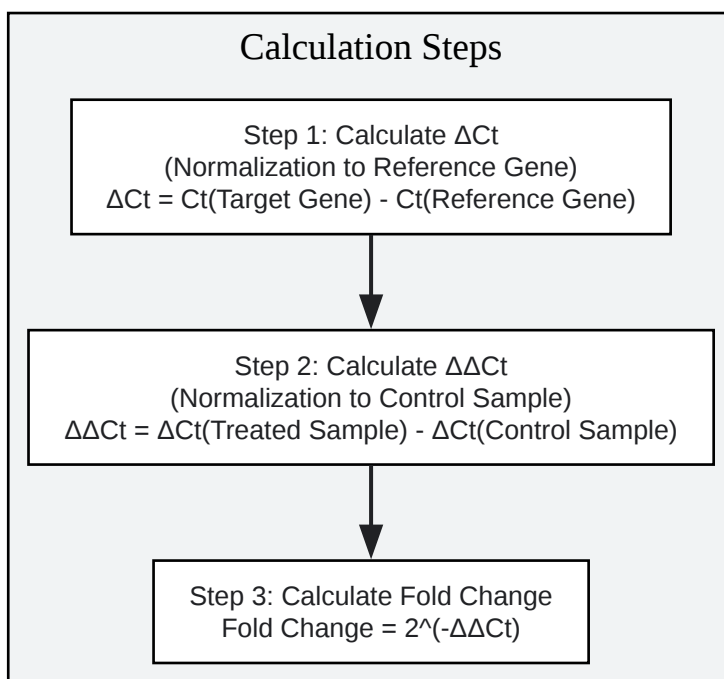 Calculation Steps
Step 1: Calculate ΔCt
(Normalization to Reference Gene)
ΔCt = Ct(Target Gene) - Ct(Reference Gene)
Step 2: Calculate ΔΔCt
(Normalization to Control Sample)
ΔΔCt = ΔCt(Treated Sample) - ΔCt(Control Sample)
Step 3: Calculate Fold Change
Fold Change = 2^(-ΔΔCt)